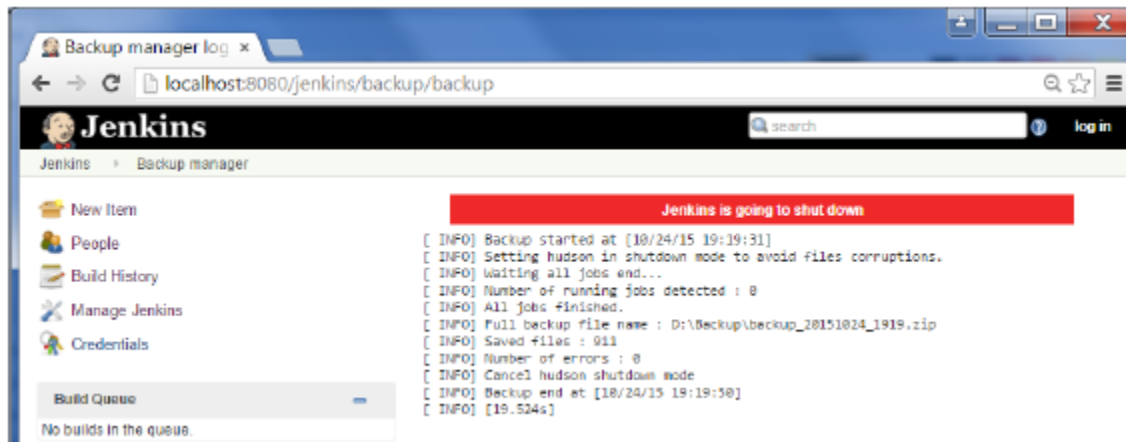 Backup manager log ×
localhost:8080/jenkins/backup/backup
Jenkins
search
log in
Jenkins
Backup manager
New Item
People
Build History
Manage Jenkins
Credentials
Build Queue
No builds in the queue.
Jenkins is going to shut down
[ INFO] Backup started at [10/24/15 19:19:31]
[ INFO] Setting hudson in shutdown mode to avoid files corruptions.
[ INFO] Waiting all jobs end...
[ INFO] Number of running jobs detected : 0
[ INFO] All jobs finished.
[ INFO] Full backup file name : D:\Backup\backup_20151024_1919.zip
[ INFO] Saved files : 911
[ INFO] Number of errors : 0
[ INFO] Cancel hudson shutdown mode
[ INFO] Backup end at [10/24/15 19:19:50]
[ INFO] [19.524s]